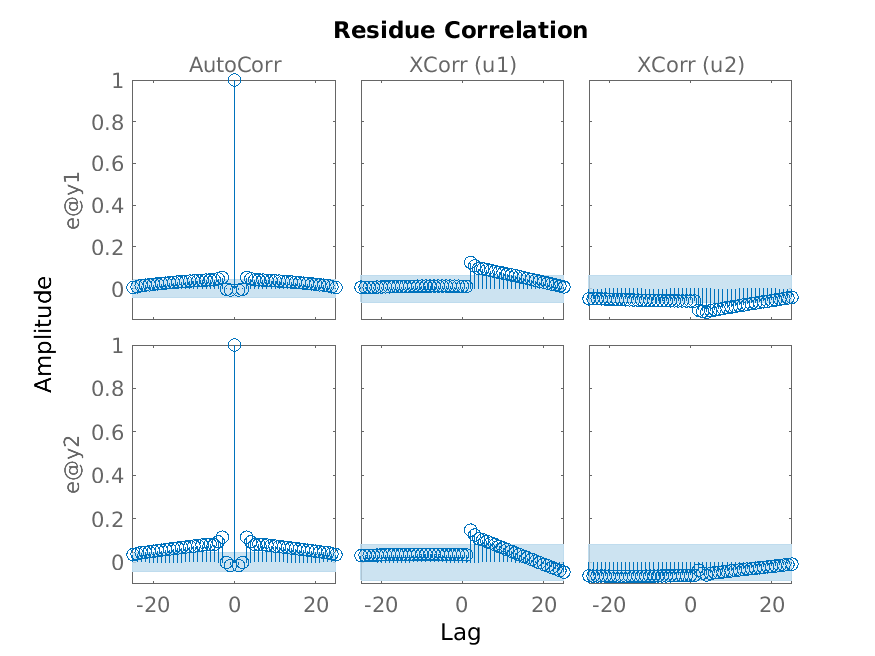 Residue Correlation
AutoCorr
XCorr (u1)
XCorr (u2)
Amplitude
e@y1
1
0.8
0.6
0.4
0.2
0
e@y2
1
0.8
0.6
0.4
0.2
0
-20 0 20
-20 0 20
-20 0 20
Lag